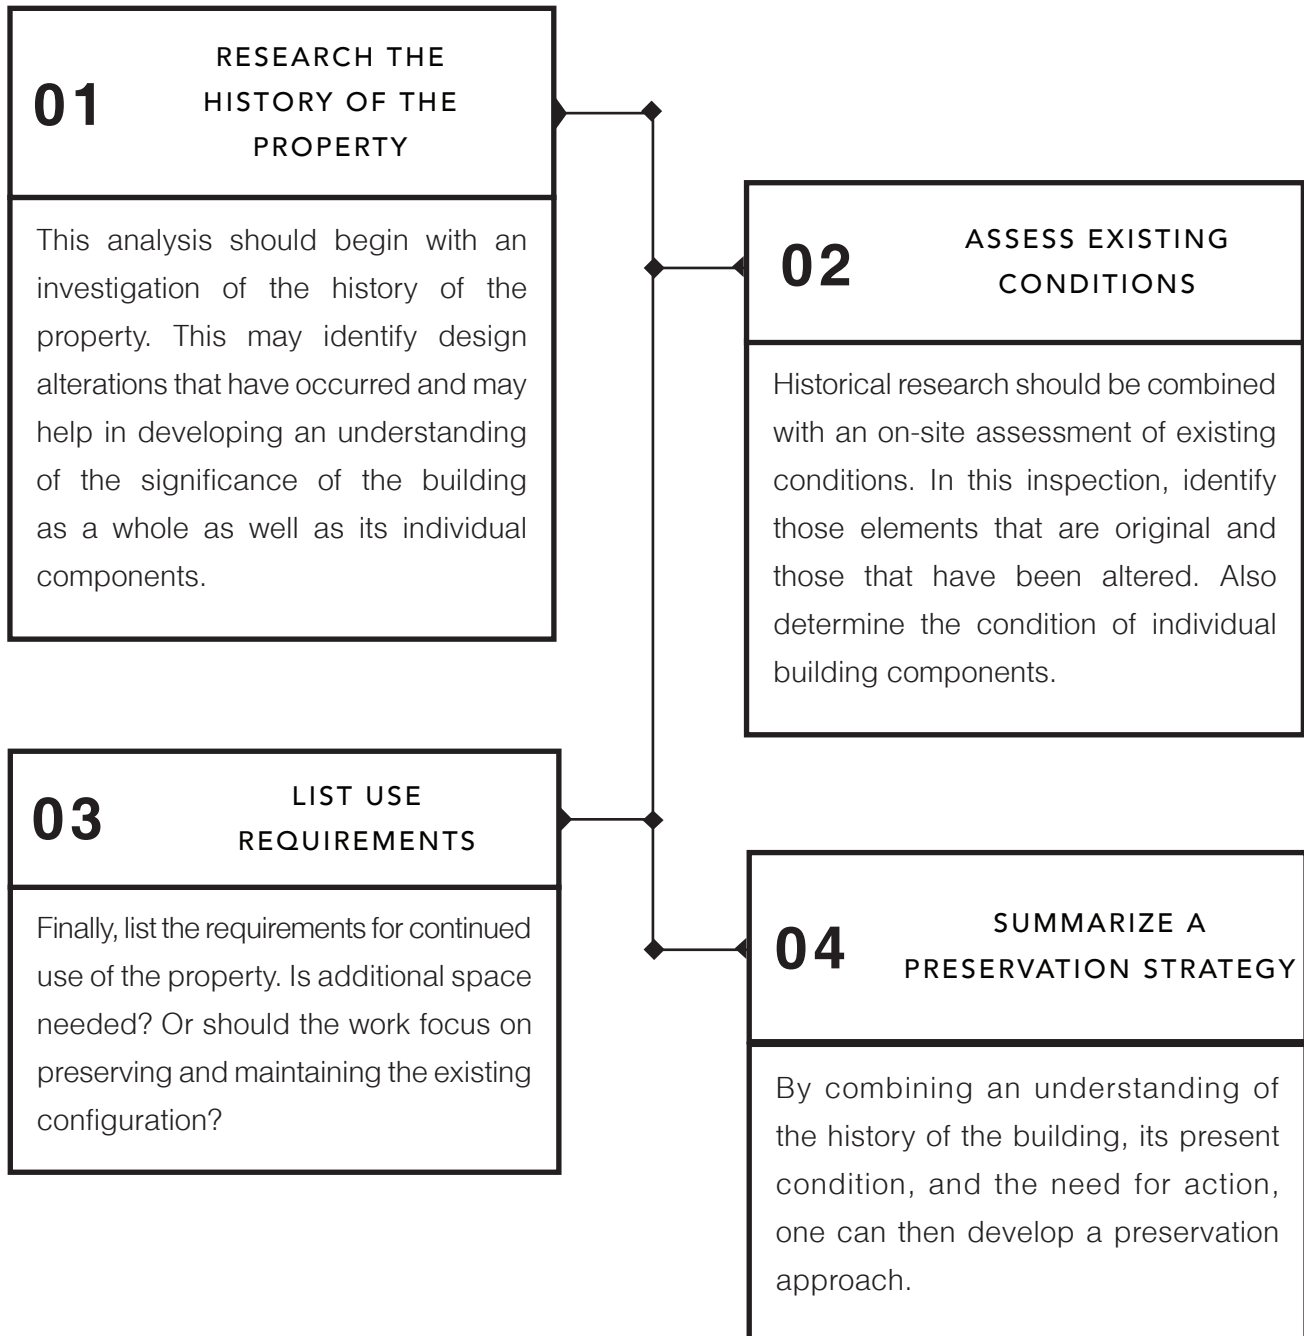 01
RESEARCH THE
HISTORY OF THE
PROPERTY
This analysis should begin with an
investigation of the history of the
property. This may identify design
alterations that have occurred and may
help in developing an understanding
of the significance of the building
as a whole as well as its individual
components.
02
ASSESS EXISTING
CONDITIONS
Historical research should be combined
with an on-site assessment of existing
conditions. In this inspection, identify
those elements that are original and
those that have been altered. Also
determine the condition of individual
building components.
03
LIST USE
REQUIREMENTS
Finally, list the requirements for continued
use of the property. Is additional space
needed? Or should the work focus on
preserving and maintaining the existing
configuration?
04
SUMMARIZE A
PRESERVATION STRATEGY
By combining an understanding of
the history of the building, its present
condition, and the need for action,
one can then develop a preservation
approach.